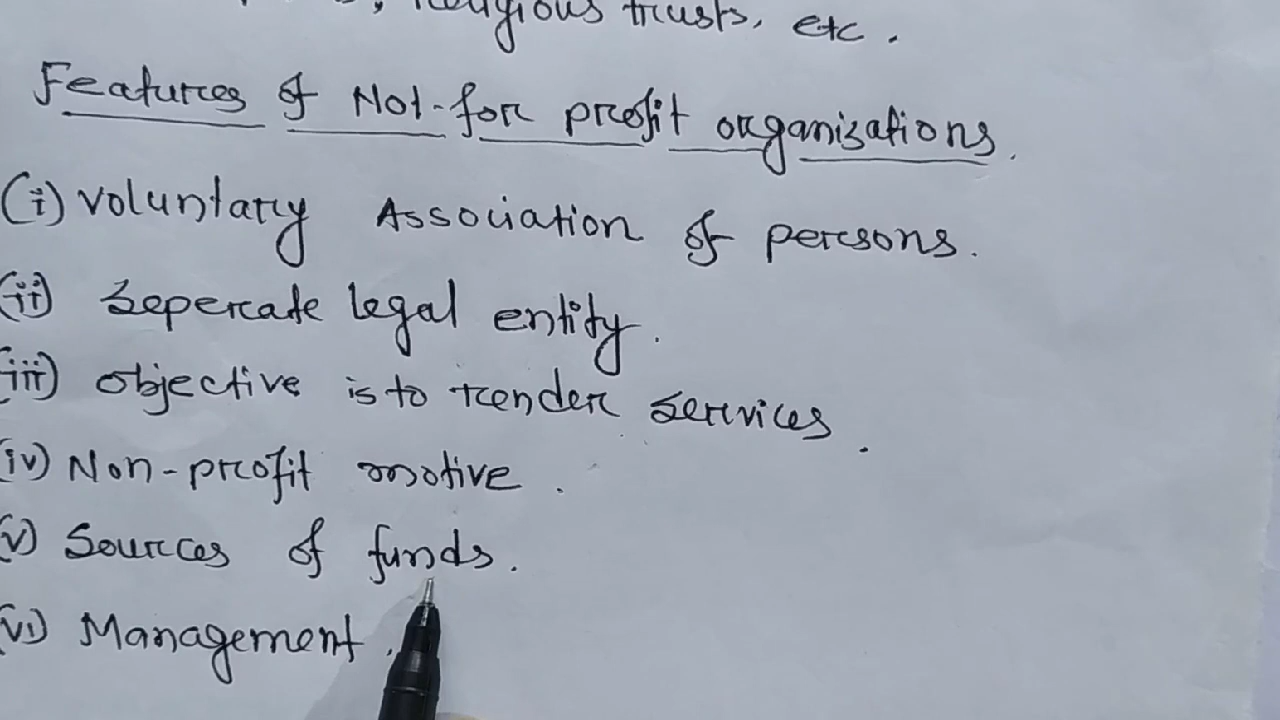 Religious trusts, etc.
Features of Not-for profit organisations.
(i) voluntary Association of persons.
(ii) Seperate legal entity.
(iii) objective is to render services.
(iv) Non-profit motive.
(v) Sources of funds.
(vi) Management.